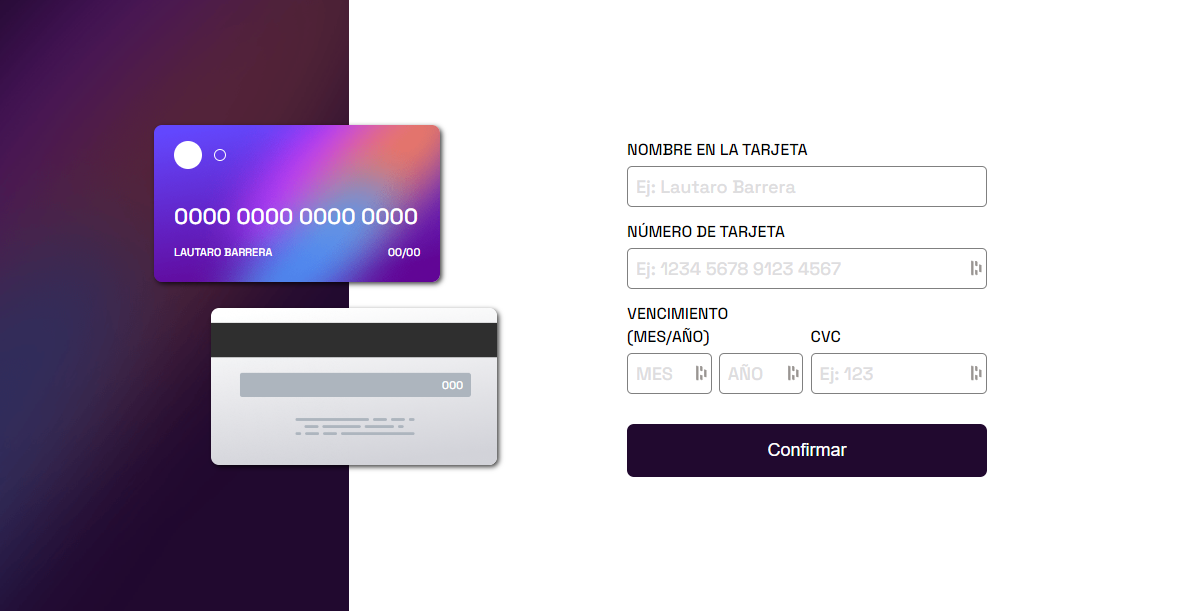 0000 0000 0000 0000
LAUTARO BARRERA 00/00
000
NOMBRE EN LA TARJETA
Ej: Lautaro Barrera
NÚMERO DE TARJETA
Ej: 1234 5678 9123 4567
VENCIMIENTO
(MES/AÑO) CVC
MES AÑO Ej: 123
Confirmar